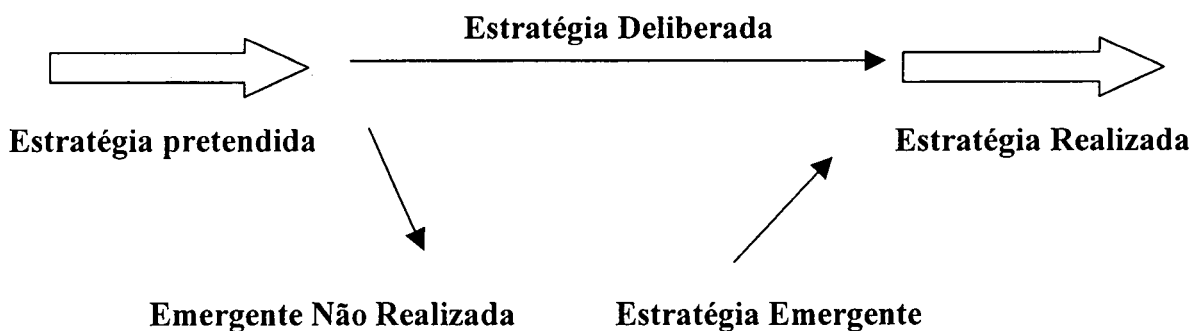 Estratégia Deliberada
Estratégia pretendida
Estratégia Realizada
Emergente Não Realizada
Estratégia Emergente